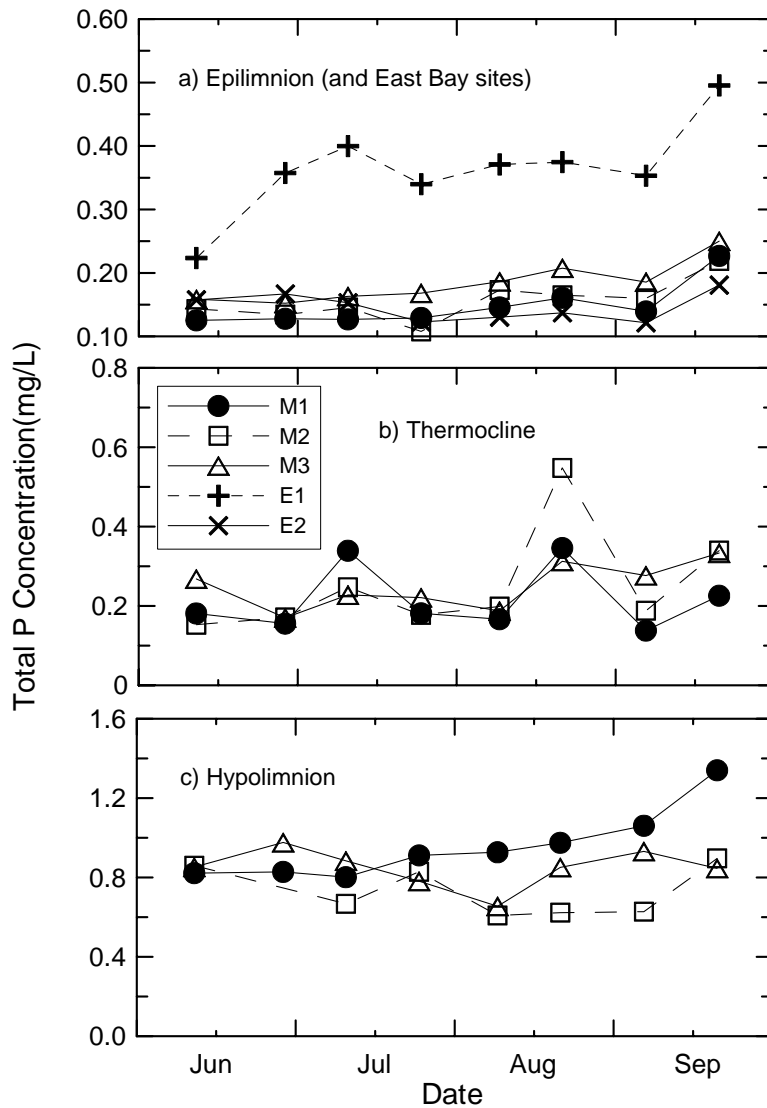 0.60
a) Epilimnion (and East Bay sites)
0.50
0.40
0.30
0.20
0.10
0.8
M1
M2
b) Thermocline
0.6
M3
E1
E2
0.4
0.2
0
Total P Concentration(mg/L)
1.6
c) Hypolimnion
1.2
0.8
0.4
0.0
Jun Jul Aug Sep
Date